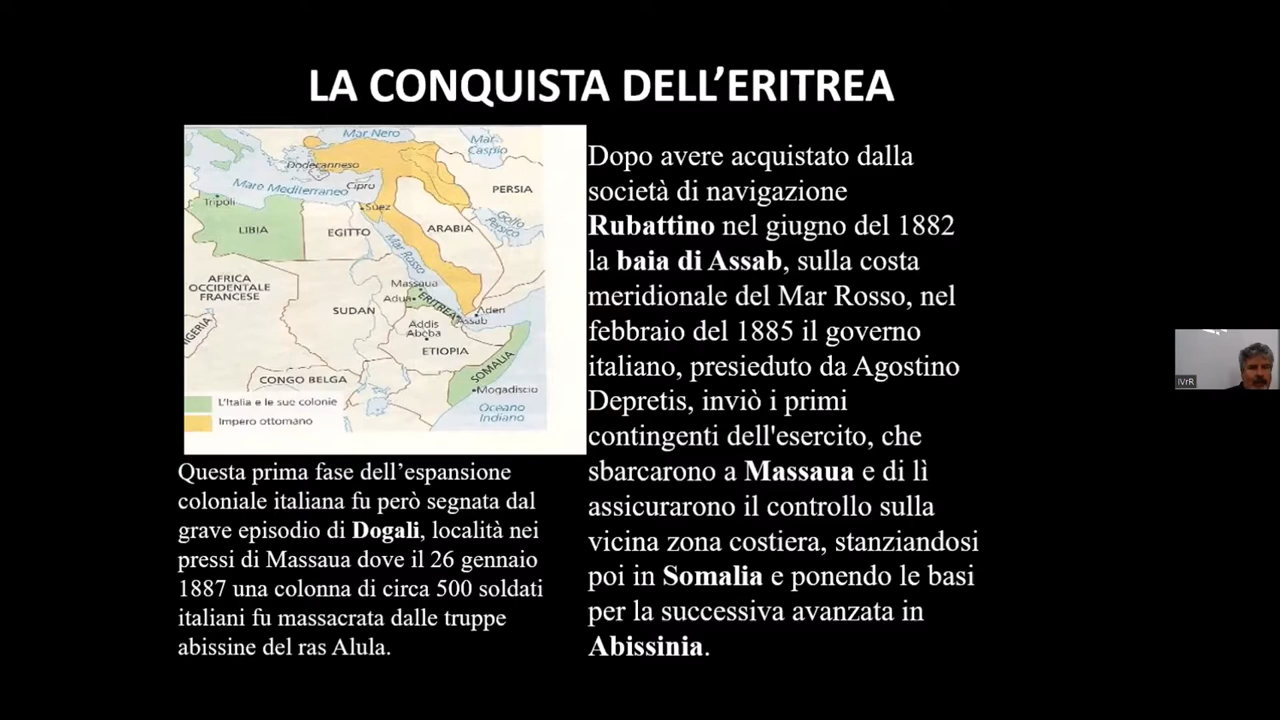 LA CONQUISTA DELL’ERITREA
Mar Nero
Mar
Caspio
Dodecanneso
Mare Mediterraneo
Cipru
PERSIA
Tripoli
Suez
Golfo
Persico
LIBIA
EGITTO
ARABIA
Mar Rosso
AFRICA
OCCIDENTALE
FRANCESE
Massaua
Adua
ERITREA
SUDAN
Aden
Assab
Addis
Abeba
ETIOPIA
SOMALIA
CONGO BELGA
Mogadiscio
L'Italia e le sue colonie
Oceano
Indiano
Impero ottomano
Questa prima fase dell’espansione
coloniale italiana fu però segnata dal
grave episodio di Dogali, località nei
pressi di Massaua dove il 26 gennaio
1887 una colonna di circa 500 soldati
italiani fu massacrata dalle truppe
abissine del ras Alula.
Dopo avere acquistato dalla
società di navigazione
Rubattino nel giugno del 1882
la baia di Assab, sulla costa
meridionale del Mar Rosso, nel
febbraio del 1885 il governo
italiano, presieduto da Agostino
Depretis, inviò i primi
contingenti dell'esercito, che
sbarcarono a Massaua e di lì
assicurarono il controllo sulla
vicina zona costiera, stanziandosi
poi in Somalia e ponendo le basi
per la successiva avanzata in
Abissinia.
IVrR